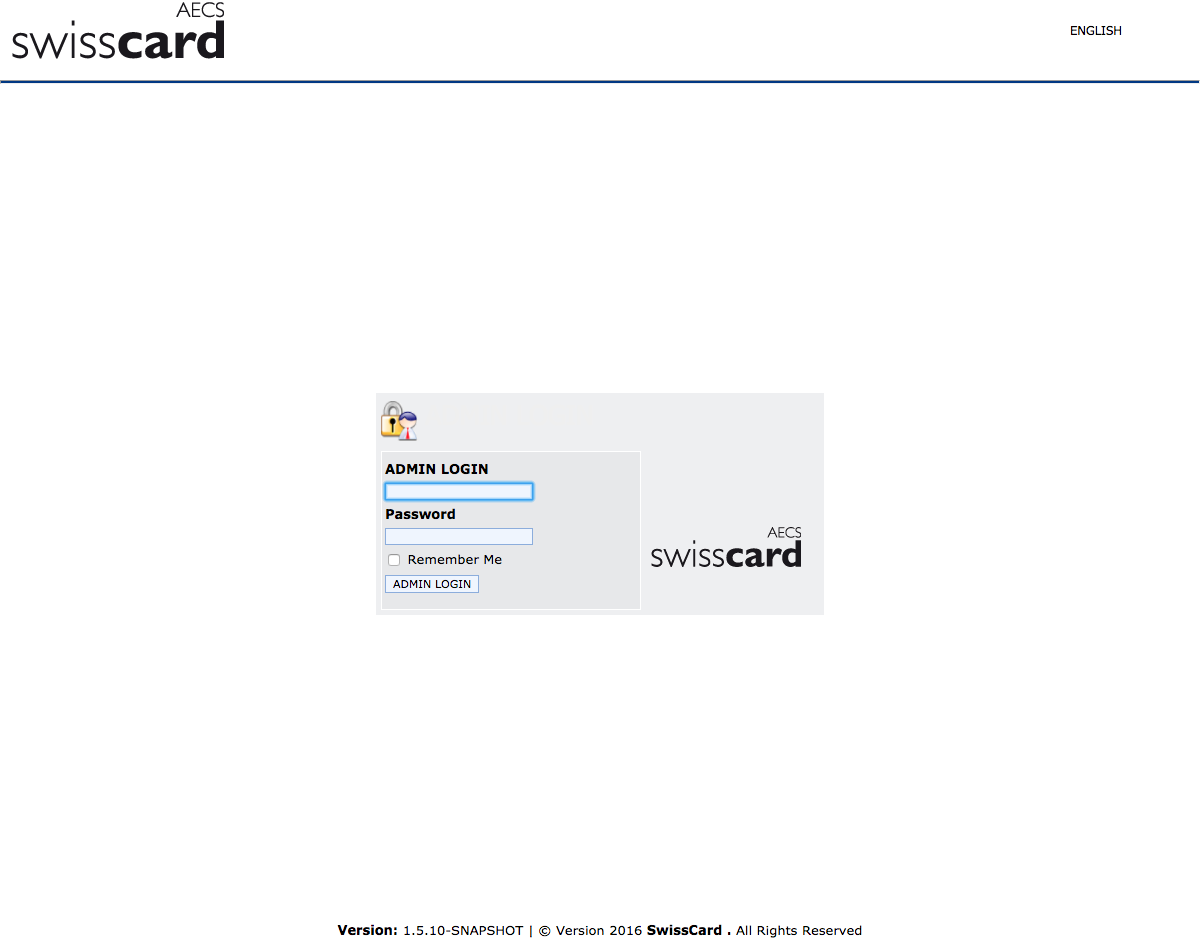 AECS
swisscard
ENGLISH
ADMIN LOGIN
Password
Remember Me
ADMIN LOGIN
AECS
swisscard
Version: 1.5.10-SNAPSHOT | © Version 2016 SwissCard . All Rights Reserved